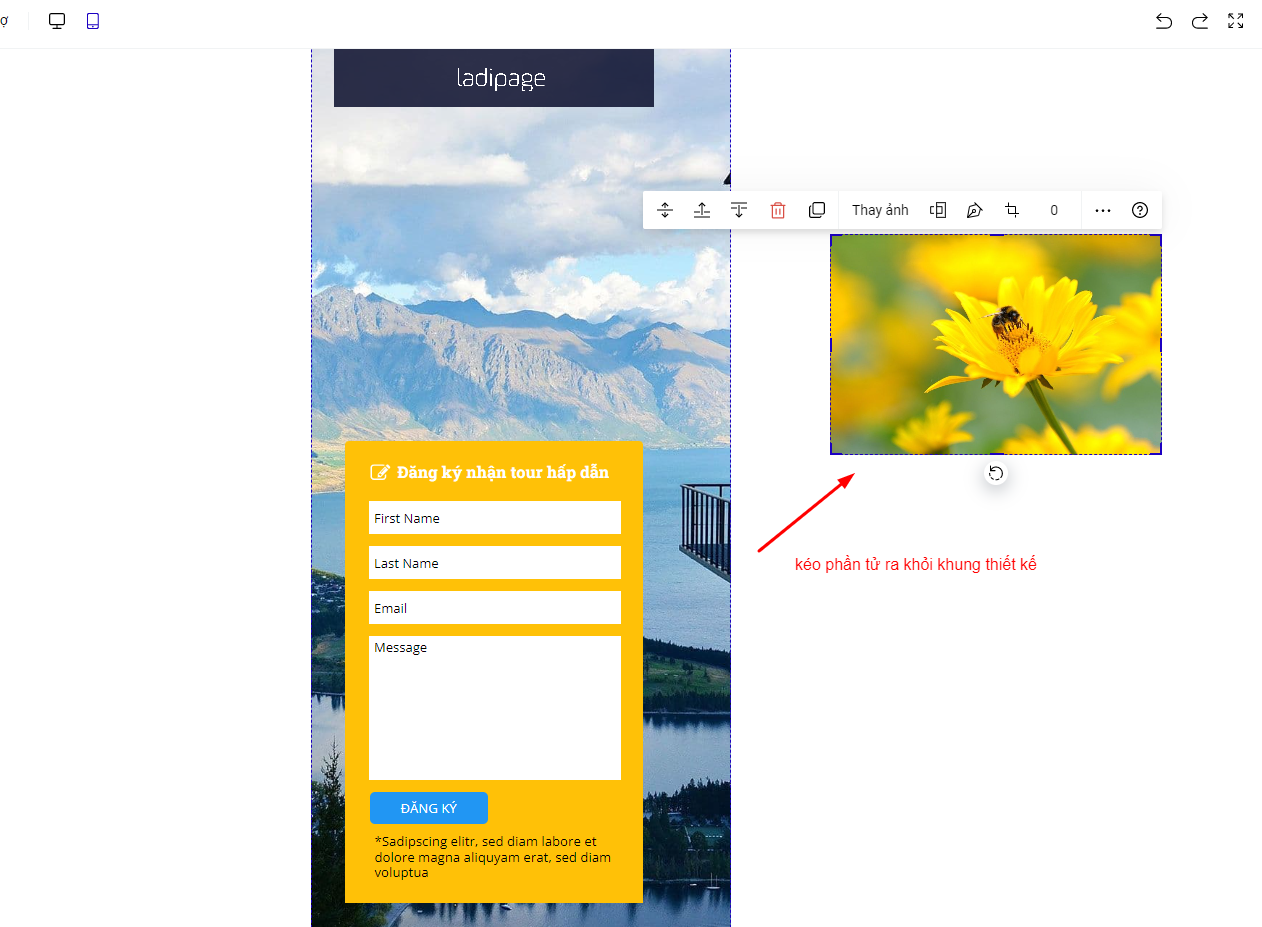 ợ
ladipage
Thay ảnh
0
Đăng ký nhận tour hấp dẫn
First Name
Last Name
kéo phần tử ra khỏi khung thiết kế
Email
Message
ĐĂNG KÝ
*Sadipscing elitr, sed diam labore et
dolore magna aliquyam erat, sed diam
voluptua